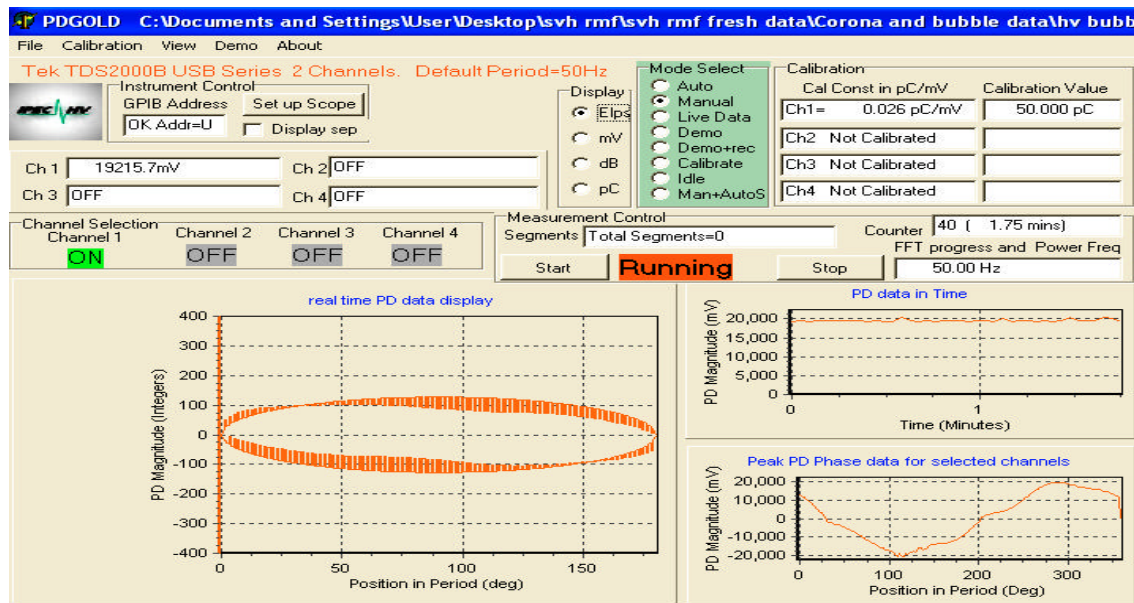 PDGOLD C:\Documents and Settings\User\Desktop\svh rmf\svh rmf fresh data\Corona and bubble data\hv bubb
File Calibration View Demo About
Tek TDS2000B USB Series 2 Channels. Default Period=50Hz
IPEC HV
Instrument Control
GPIB Address
Set up Scope
OK Addr=U
Display sep
Display
Elps
mV
dB
pC
Mode Select
Auto
Manual
Live Data
Demo
Demo+rec
Calibrate
Idle
Man+AutoS
Calibration
Cal Const in pC/mV Calibration Value
Ch1= 0.026 pC/mV 50.000 pC
Ch2 Not Calibrated
Ch3 Not Calibrated
Ch4 Not Calibrated
Ch 1 19215.7mV Ch 2 OFF
Ch 3 OFF Ch 4 OFF
Channel Selection
Channel 1 Channel 2 Channel 3 Channel 4
ON OFF OFF OFF
Measurement Control
Segments Total Segments=0
Counter 40 ( 1.75 mins)
FFT progress and Power Freq
Start Running Stop 50.00 Hz
real time PD data display
PD Magnitude (Integers)
400
300
200
100
0
-100
-200
-300
-400
0 50 100 150
Position in Period (deg)
PD data in Time
PD Magnitude (mV)
20,000
15,000
10,000
5,000
0
0 1
Time (Minutes)
Peak PD Phase data for selected channels
PD Magnitude (mV)
20,000
10,000
0
-10,000
-20,000
0 100 200 300
Position in Period (Deg)